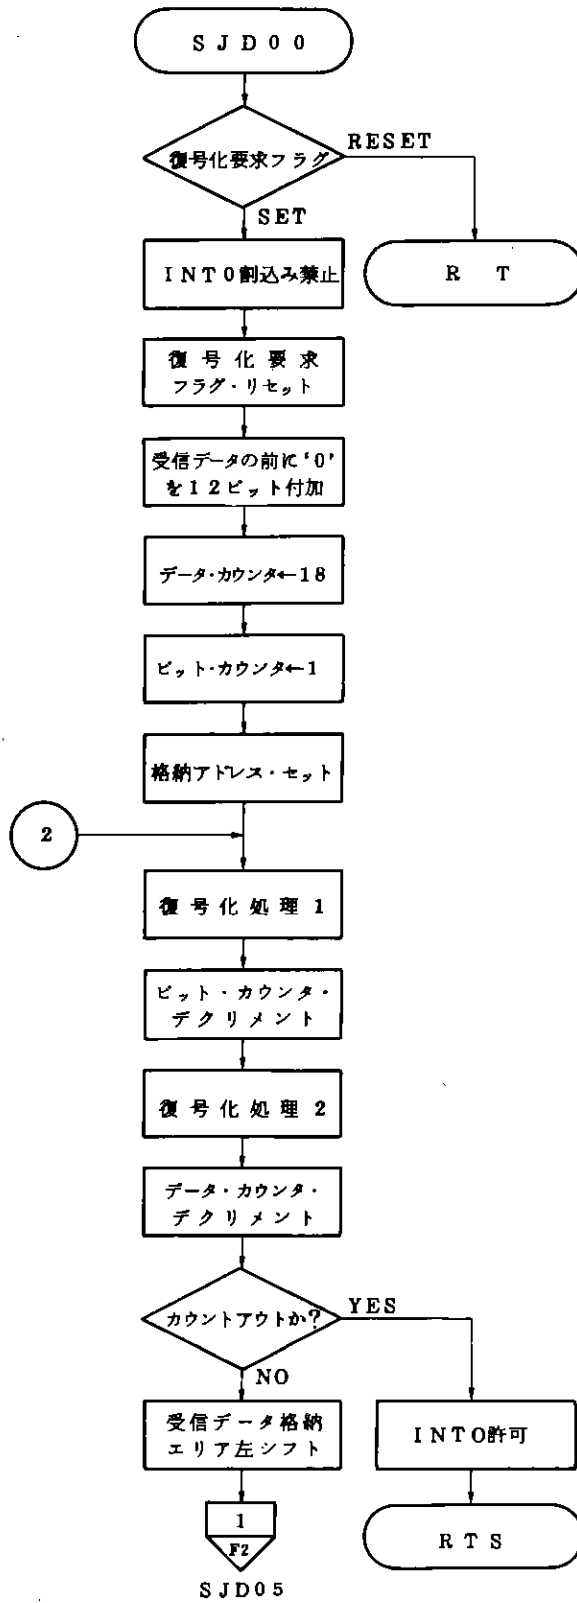 SJD00
復号化要求フラグ
RESET
SET
INT0割込み禁止
R T
復号化要求
フラグ・リセット
受信データの前に'0'
を12ビット付加
データ・カウンタ←18
ビット・カウンタ←1
格納アドレス・セット
2
復号化処理1
ビット・カウンタ・
デクリメント
復号化処理2
データ・カウンタ・
デクリメント
カウントアウトか?
YES
NO
受信データ格納
エリア左シフト
INT0許可
1
F2
RTS
SJD05